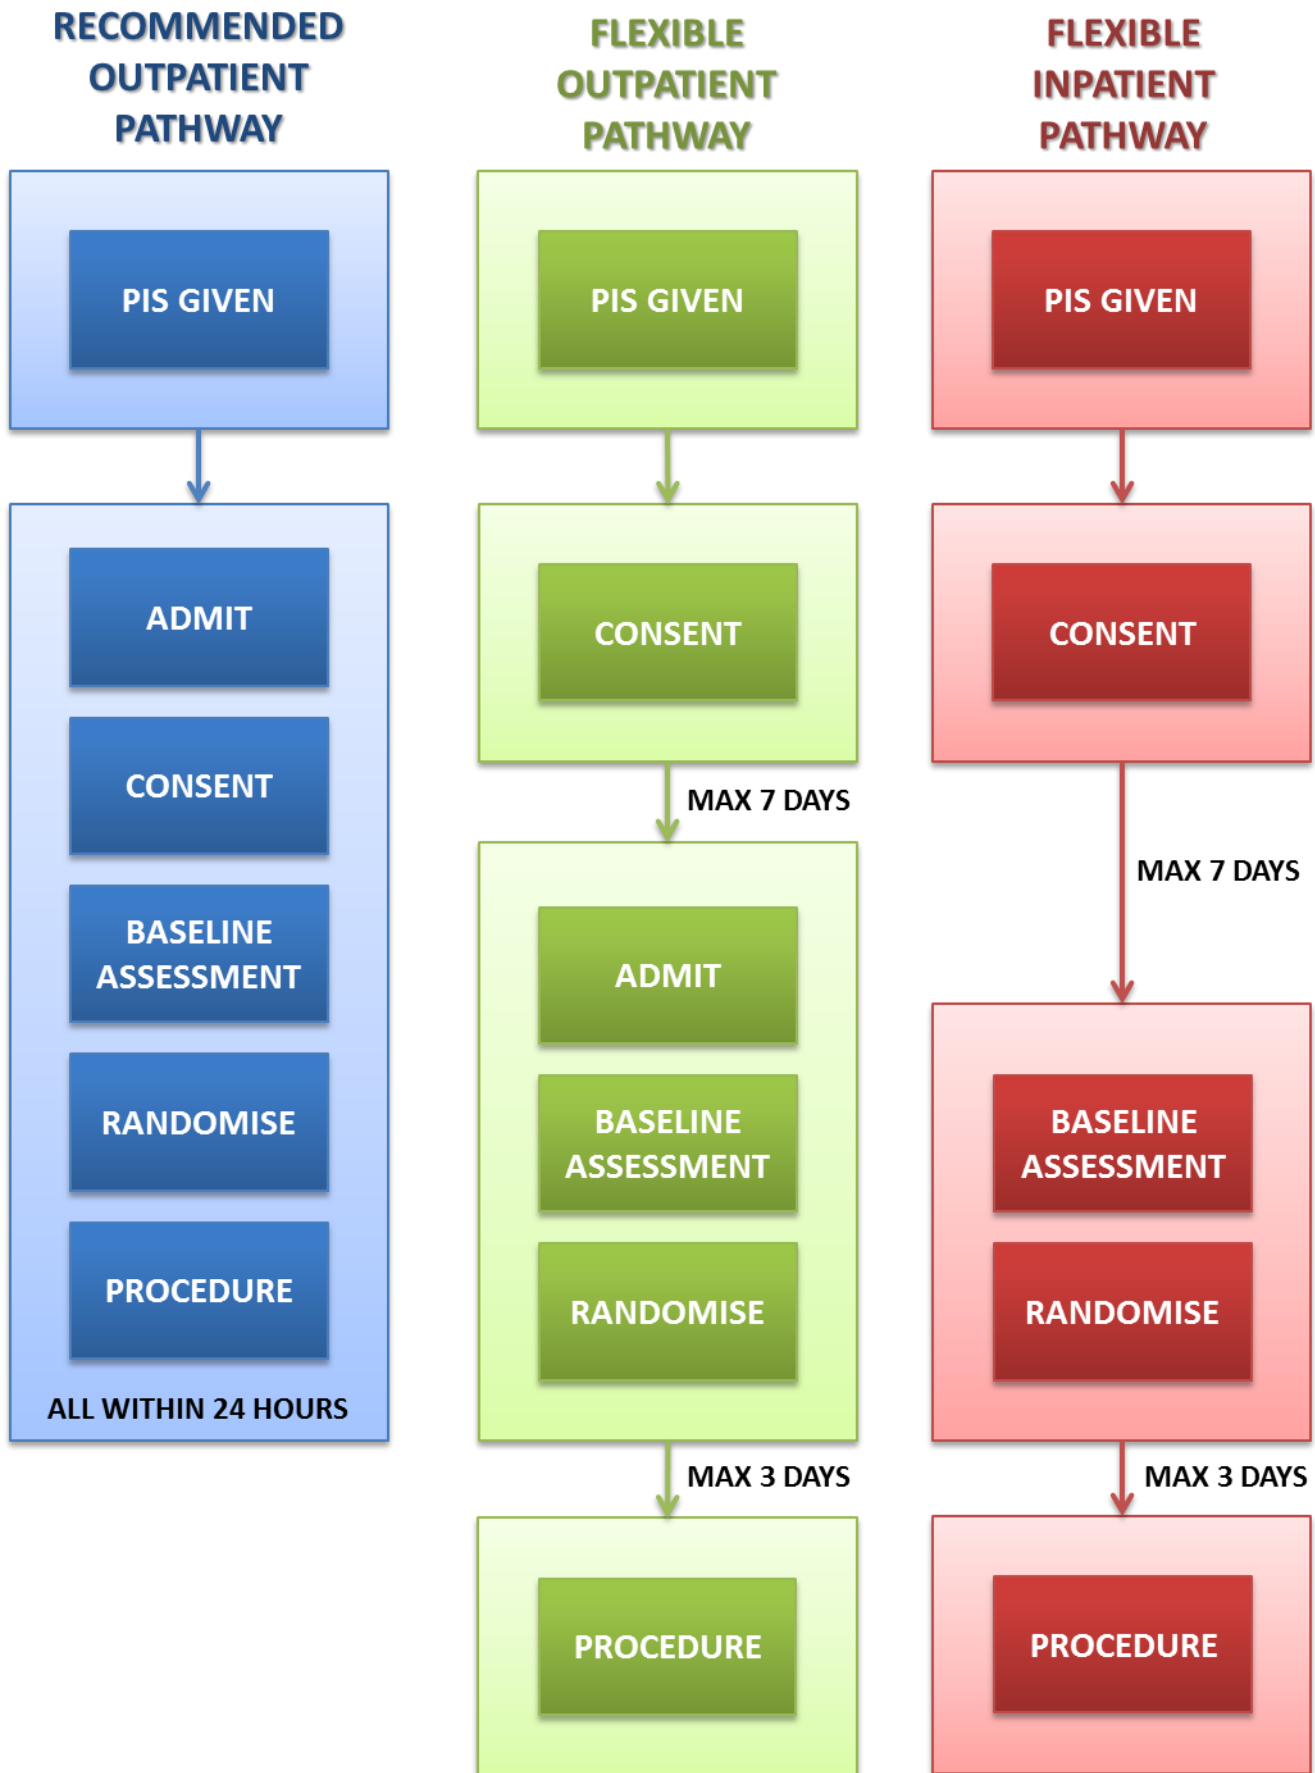 RECOMMENDED
OUTPATIENT
PATHWAY
PIS GIVEN
ADMIT
CONSENT
BASELINE
ASSESSMENT
RANDOMISE
PROCEDURE
ALL WITHIN 24 HOURS
FLEXIBLE
OUTPATIENT
PATHWAY
PIS GIVEN
CONSENT
MAX 7 DAYS
ADMIT
BASELINE
ASSESSMENT
RANDOMISE
MAX 3 DAYS
PROCEDURE
FLEXIBLE
INPATIENT
PATHWAY
PIS GIVEN
CONSENT
MAX 7 DAYS
BASELINE
ASSESSMENT
RANDOMISE
MAX 3 DAYS
PROCEDURE